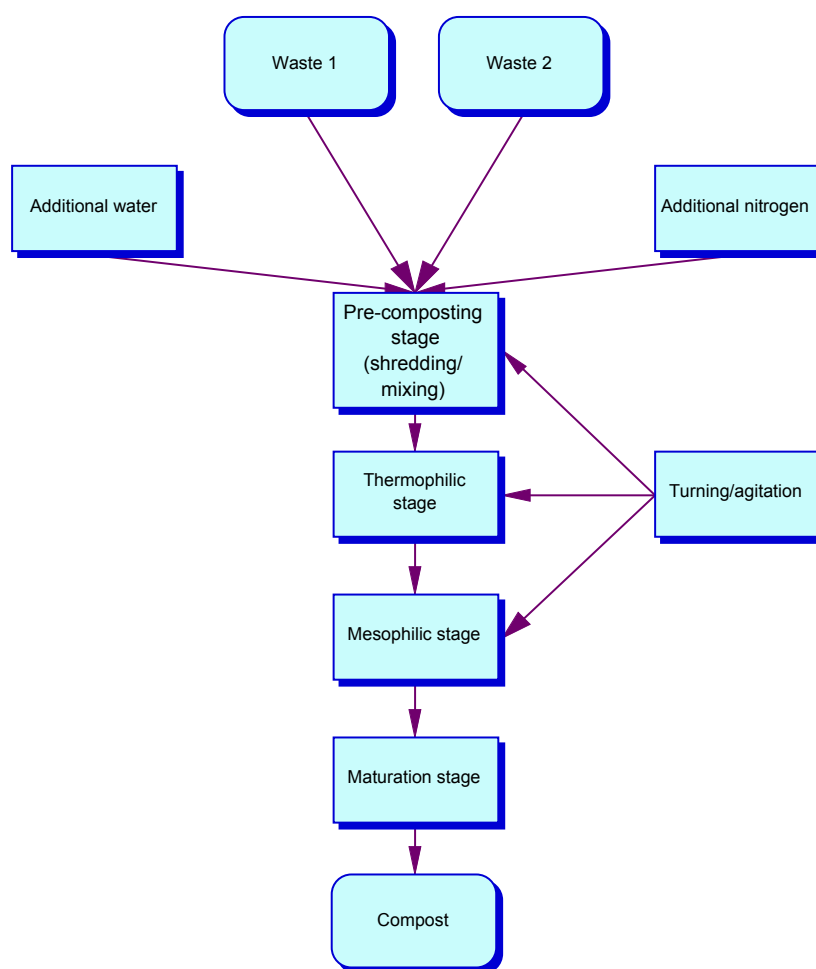 Waste 1
Waste 2
Additional water
Additional nitrogen
Pre-composting
stage
(shredding/
mixing)
Thermophilic
stage
Turning/agitation
Mesophilic stage
Maturation stage
Compost